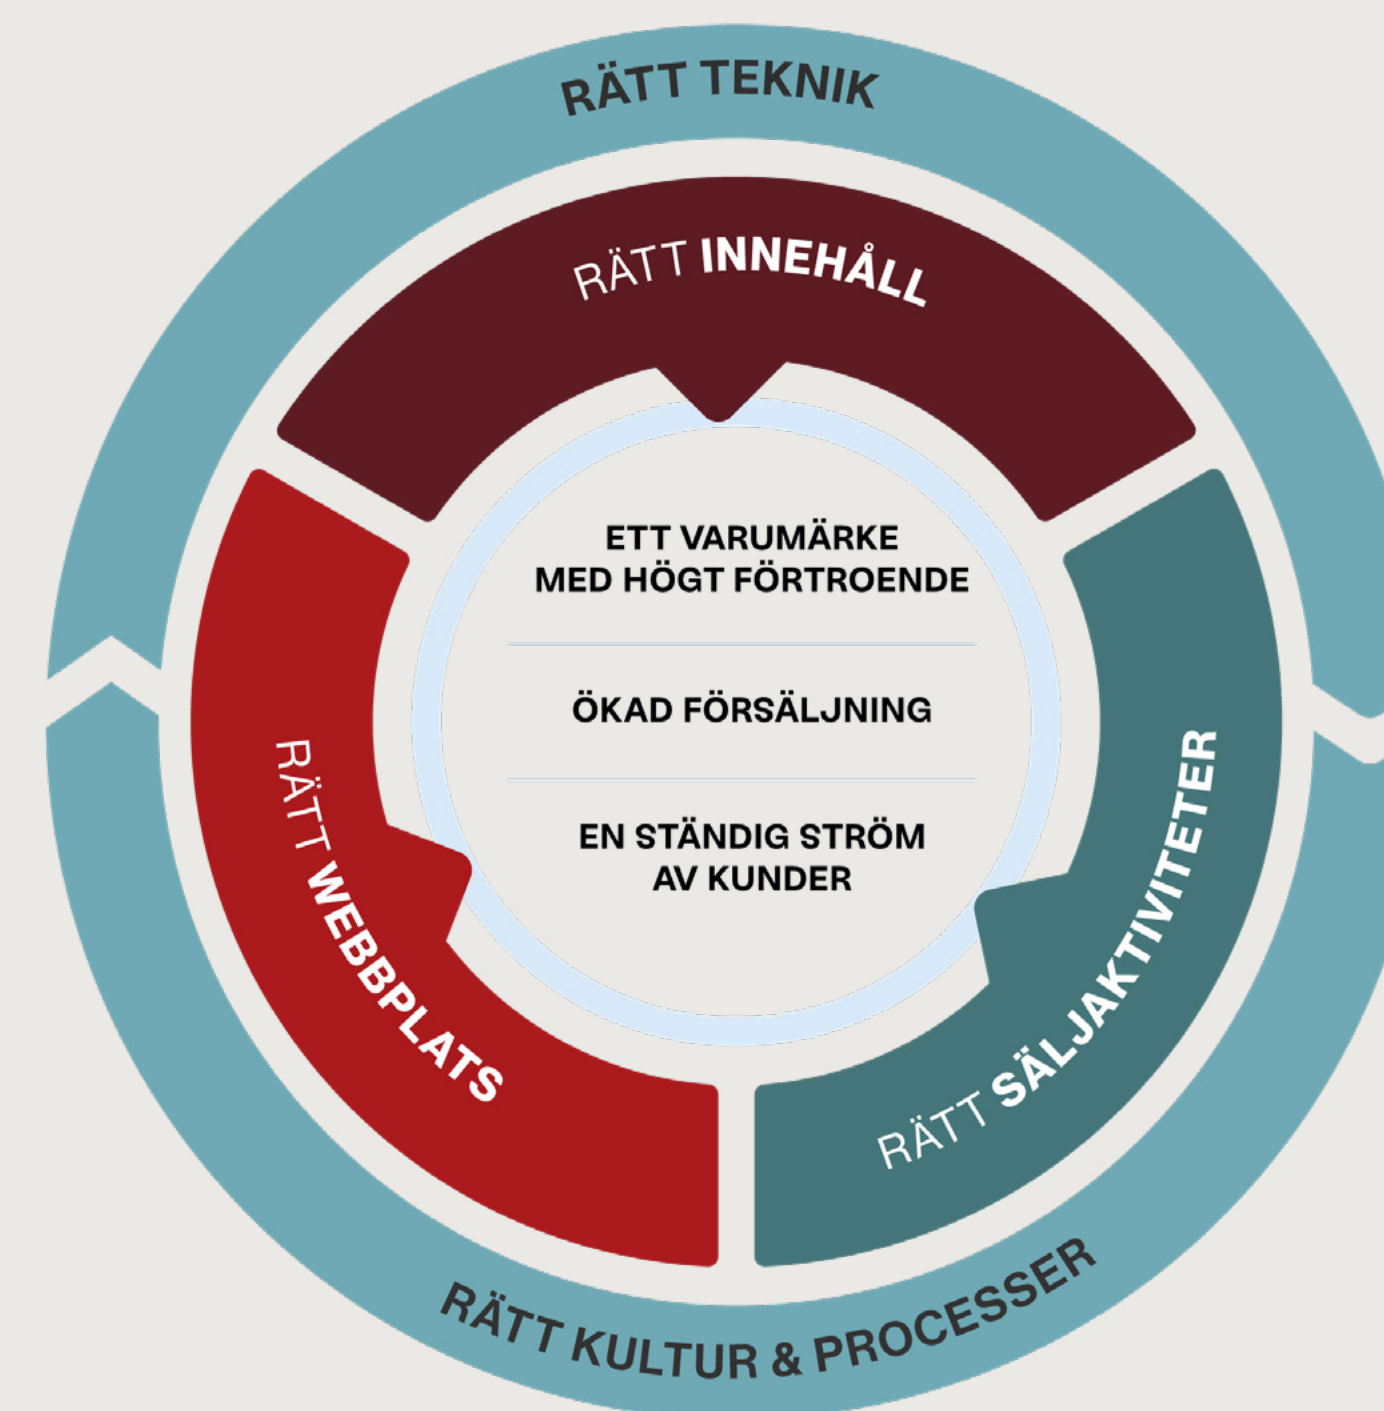 RÄTT TEKNIK
RÄTT INNEHÅLL
ETT VARUMÄRKE
MED HÖGT FÖRTROENDE
ÖKAD FÖRSÄLJNING
EN STÄNDIG STRÖM
AV KUNDER
RÄTT WEBBPLATS
RÄTT SÄLJAKTIVITETER
RÄTT KULTUR & PROCESSER